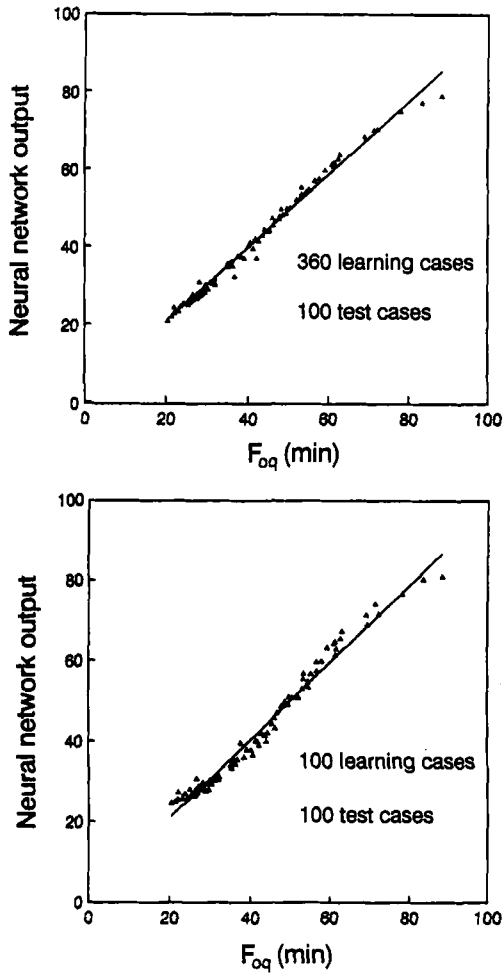 100
80
60
40
20
0
Neural network output
360 learning cases
100 test cases
0 20 40 60 80 100
Foq (min)
100
80
60
40
20
0
Neural network output
100 learning cases
100 test cases
0 20 40 60 80 100
Foq (min)